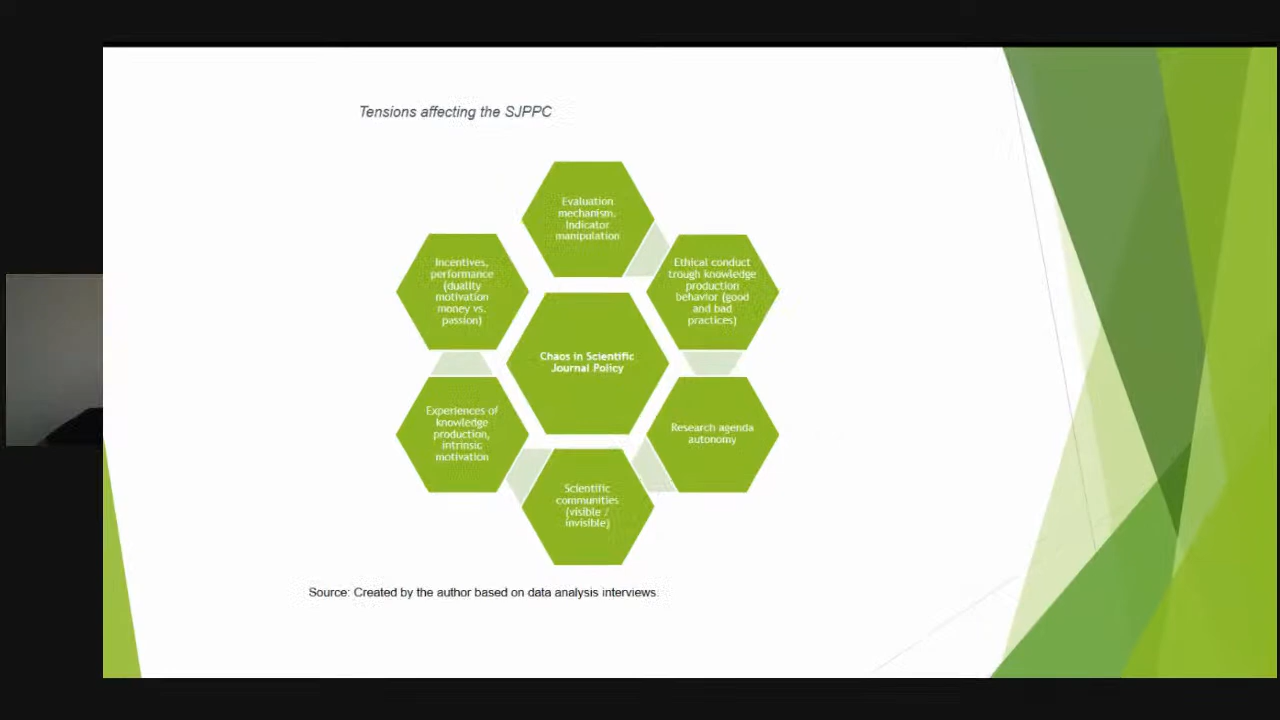 Tensions affecting the SJPPC
Evaluation
mechanism.
Indicator
manipulation
Ethical conduct
trough knowledge
production
behavior (good
and bad
practices)
Research agenda
autonomy
Scientific
communities
(visible /
invisible)
Experiences of
knowledge
production,
intrinsic
motivation
Incentives,
performance
(duality
motivation
money vs.
passion)
Chaos in Scientific
Journal Policy
Source: Created by the author based on data analysis interviews.